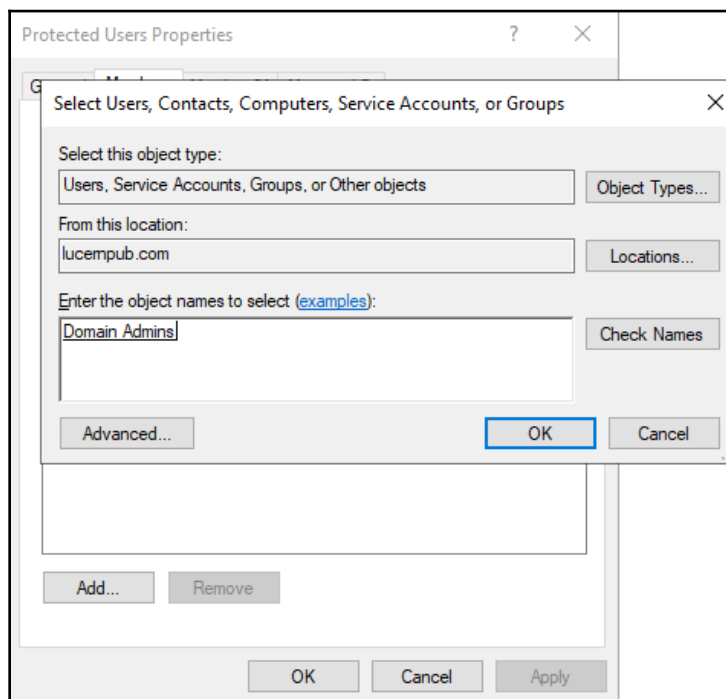 Protected Users Properties
Select Users, Contacts, Computers, Service Accounts, or Groups
Select this object type:
Users, Service Accounts, Groups, or Other objects
Object Types...
From this location:
lucernpub.com
Locations...
Enter the object names to select (examples):
Domain Admins
Check Names
Advanced...
OK
Cancel
Add...
Remove
OK
Cancel
Apply